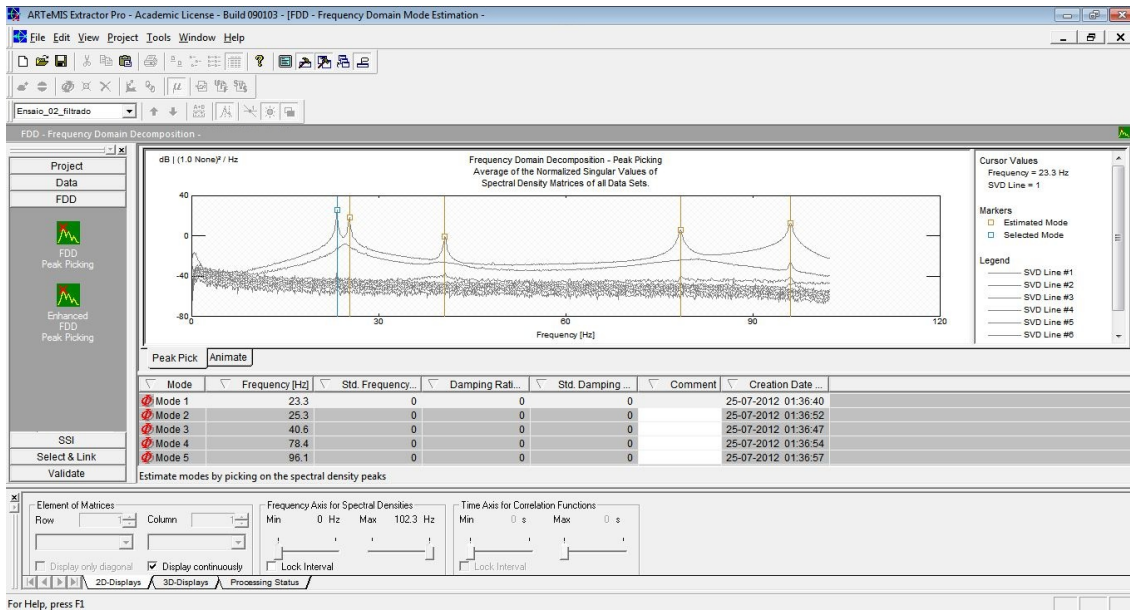 ARTeMIS Extractor Pro - Academic License - Build 090103 - [FDD - Frequency Domain Mode Estimation -
File Edit View Project Tools Window Help
Ensaio_02_filtrado
FDD - Frequency Domain Decomposition -
Project
Data
FDD
FDD
Peak Picking
Enhanced
FDD
Peak Picking
SSI
Select & Link
Validate
dB | (1.0 None)² / Hz
Frequency Domain Decomposition - Peak Picking
Average of the Normalized Singular Values of
Spectral Density Matrices of all Data Sets.
40
0
-40
-80
0
30
60
90
120
Frequency [Hz]
Cursor Values
Frequency = 23.3 Hz
SVD Line = 1
Markers
Estimated Mode
Selected Mode
Legend
SVD Line #1
SVD Line #2
SVD Line #3
SVD Line #4
SVD Line #5
SVD Line #6
Peak Pick Animate
Mode Frequency [Hz] Std. Frequency... Damping Rati... Std. Damping ... Comment Creation Date ...
Mode 1 23.3 0 0 0 25-07-2012 01:36:40
Mode 2 25.3 0 0 0 25-07-2012 01:36:52
Mode 3 40.6 0 0 0 25-07-2012 01:36:47
Mode 4 78.4 0 0 0 25-07-2012 01:36:54
Mode 5 96.1 0 0 0 25-07-2012 01:36:57
Estimate modes by picking on the spectral density peaks
Element of Matrices
Row 1 Column 1
Display only diagonal Display continuously
Frequency Axis for Spectral Densities
Min 0 Hz Max 102.3 Hz
Lock Interval
Time Axis for Correlation Functions
Min 0 s Max 0 s
Lock Interval
2D-Displays 3D-Displays Processing Status
For Help, press F1